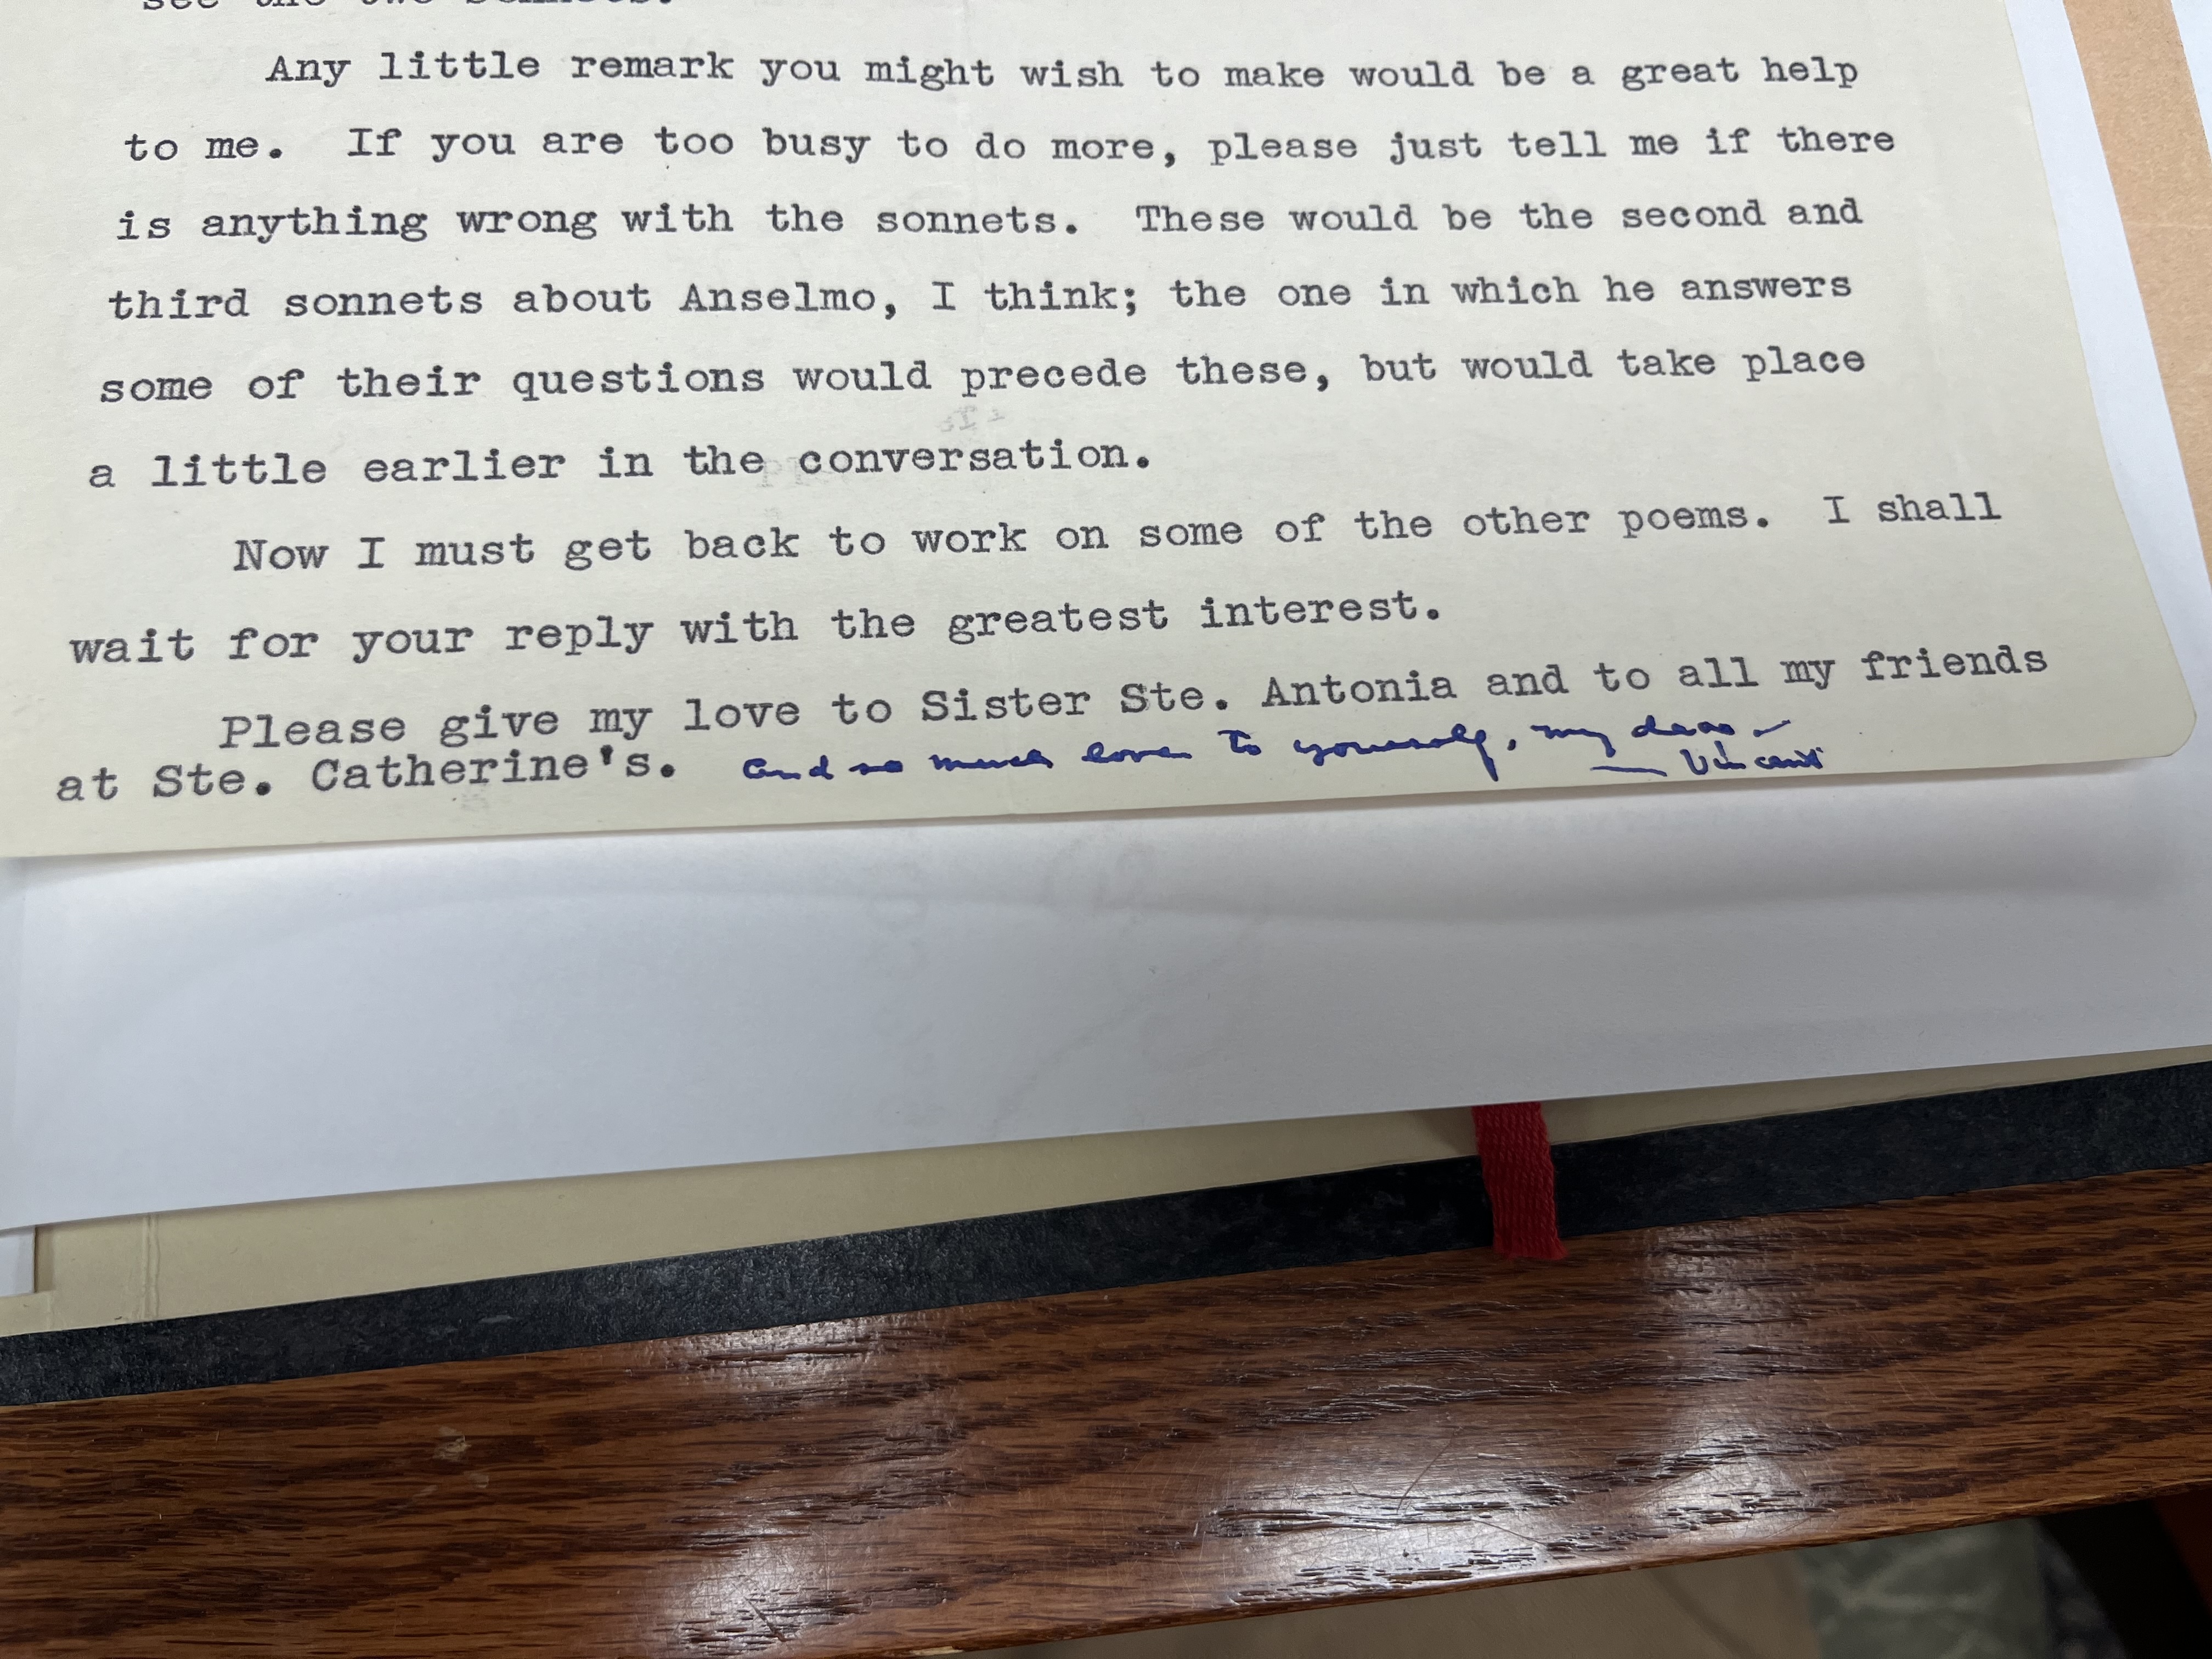 see the two sonnets.
Any little remark you might wish to make would be a great help
to me. If you are too busy to do more, please just tell me if there
is anything wrong with the sonnets. These would be the second and
third sonnets about Anselmo, I think; the one in which he answers
some of their questions would precede these, but would take place
a little earlier in the conversation.
Now I must get back to work on some of the other poems. I shall
wait for your reply with the greatest interest.
Please give my love to Sister Ste. Antonia and to all my friends
at Ste. Catherine's. and so much love to yourself, my dear –
— Vincent